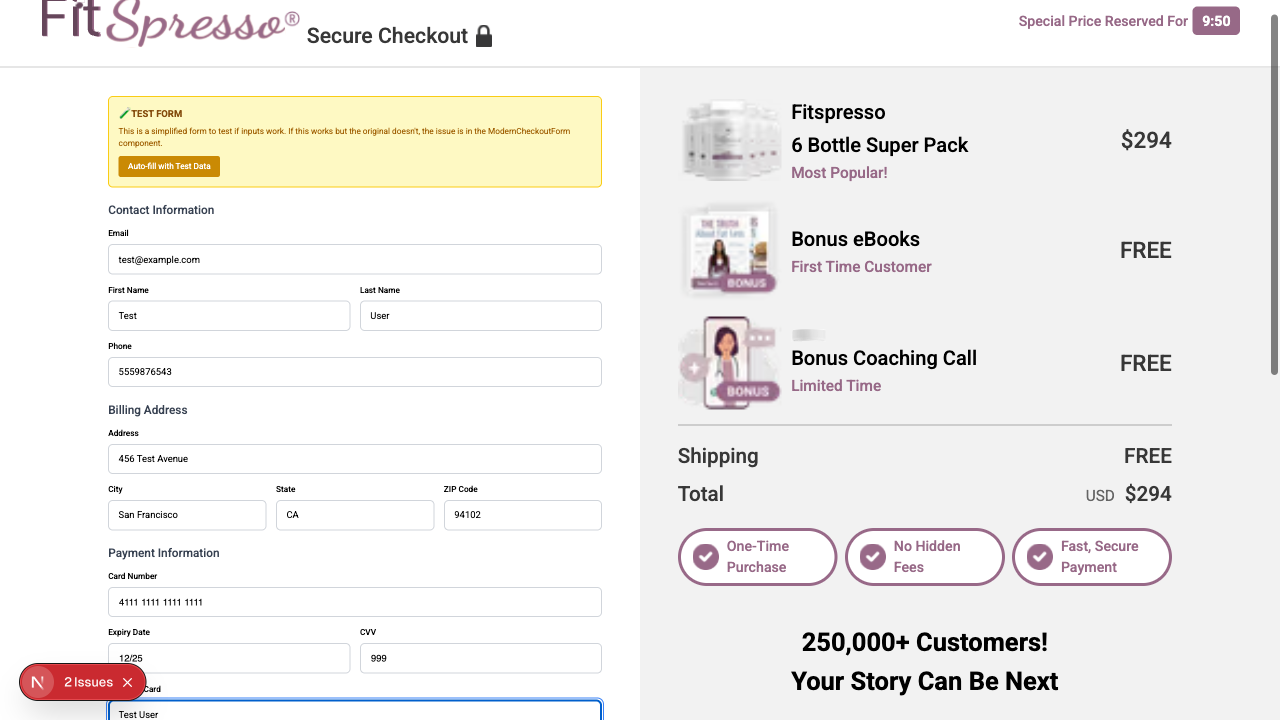 FitSpresso®
Secure Checkout
Special Price Reserved For 9:50
TEST FORM
This is a simplified form to test if inputs work. If this works but the original doesn't, the issue is in the ModernCheckoutForm
component.
Auto-fill with Test Data
Contact Information
Email
test@example.com
First Name
Last Name
Test
User
Phone
5559876543
Billing Address
Address
456 Test Avenue
City
State
ZIP Code
San Francisco
CA
94102
Payment Information
Card Number
4111 1111 1111 1111
Expiry Date
CVV
12/25
999
Card
Test User
2 Issues
Fitspresso
6 Bottle Super Pack
$294
Most Popular!
THE TRUTH
BONUS
Bonus eBooks
FREE
First Time Customer
BONUS
Bonus Coaching Call
FREE
Limited Time
Shipping
FREE
Total
USD $294
One-Time
Purchase
No Hidden
Fees
Fast, Secure
Payment
250,000+ Customers!
Your Story Can Be Next